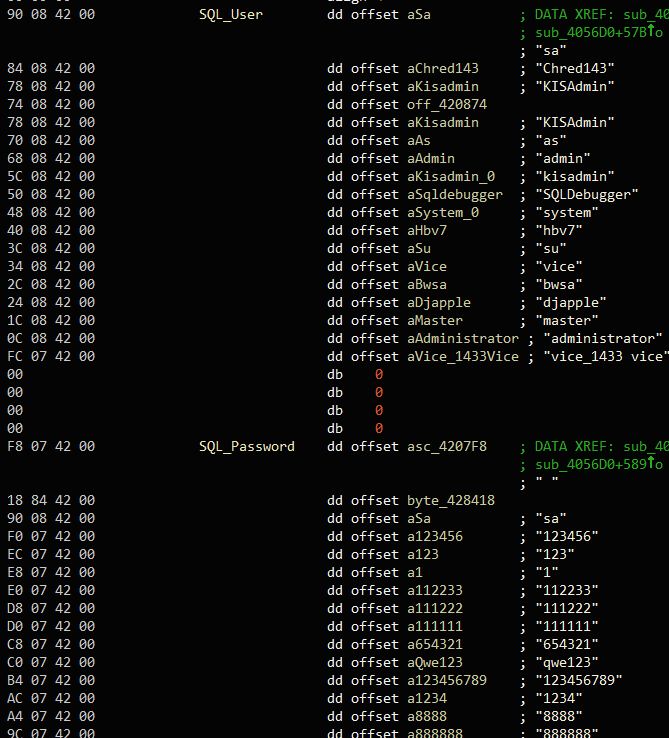 90 08 42 00 SQL_User dd offset aSa ; DATA XREF: sub_40
; sub_4056D0+57B↑o
; "sa"
84 08 42 00 dd offset aChred143 ; "Chred143"
78 08 42 00 dd offset aKisadmin ; "KISAdmin"
74 08 42 00 dd offset off_420874
78 08 42 00 dd offset aKisadmin ; "KISAdmin"
70 08 42 00 dd offset aAs ; "as"
68 08 42 00 dd offset aAdmin ; "admin"
5C 08 42 00 dd offset aKisadmin_0 ; "kisadmin"
50 08 42 00 dd offset aSqldebugger ; "SQLDebugger"
48 08 42 00 dd offset aSystem_0 ; "system"
40 08 42 00 dd offset aHbv7 ; "hbv7"
3C 08 42 00 dd offset aSu ; "su"
34 08 42 00 dd offset aVice ; "vice"
2C 08 42 00 dd offset aBwsa ; "bwsa"
24 08 42 00 dd offset aDjapple ; "djapple"
1C 08 42 00 dd offset aMaster ; "master"
0C 08 42 00 dd offset aAdministrator ; "administrator"
FC 07 42 00 dd offset aVice_1433Vice ; "vice_1433 vice"
00 db 0
00 db 0
00 db 0
00 db 0
F8 07 42 00 SQL_Password dd offset asc_4207F8 ; DATA XREF: sub_40
; sub_4056D0+589↑o
; " "
18 84 42 00 dd offset byte_428418
90 08 42 00 dd offset aSa ; "sa"
F0 07 42 00 dd offset a123456 ; "123456"
EC 07 42 00 dd offset a123 ; "123"
E8 07 42 00 dd offset a1 ; "1"
E0 07 42 00 dd offset a112233 ; "112233"
D8 07 42 00 dd offset a111222 ; "111222"
D0 07 42 00 dd offset a111111 ; "111111"
C8 07 42 00 dd offset a654321 ; "654321"
C0 07 42 00 dd offset aQwe123 ; "qwe123"
B4 07 42 00 dd offset a123456789 ; "123456789"
AC 07 42 00 dd offset a1234 ; "1234"
A4 07 42 00 dd offset a8888 ; "8888"
9C 07 42 00 dd offset a888888 ; "888888"